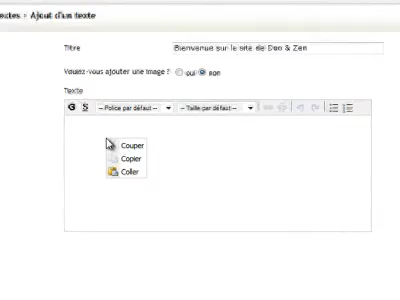 extes > Ajout d'un texte
Titre
Bienvenue sur le site de Duo & Zen
Voulez-vous ajouter une image ? oui non
Texte
G S -- Police par défaut -- -- Taille par défaut --
Couper
Copier
Coller